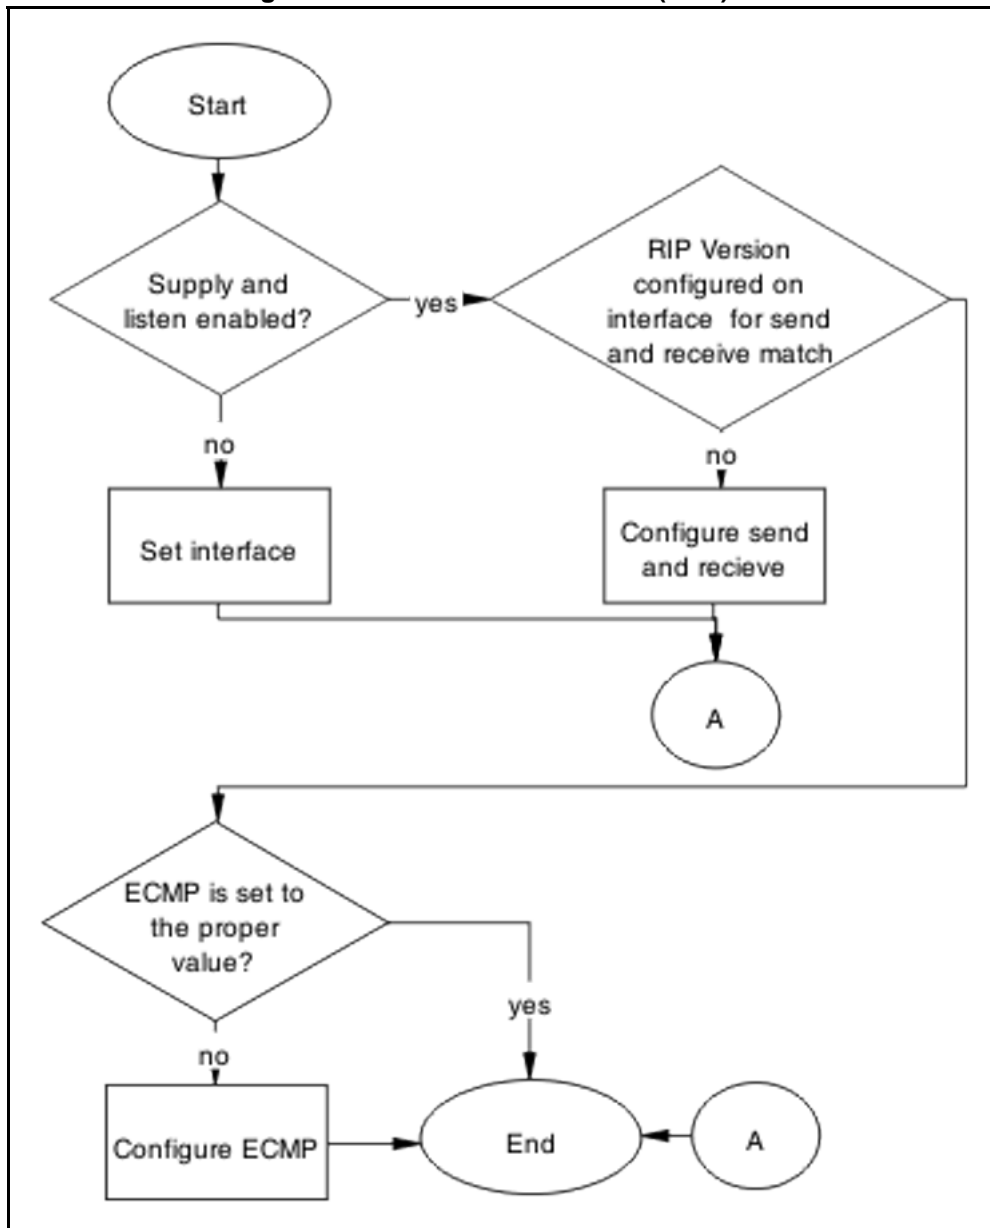 Start
Supply and
listen enabled?
yes
RIP Version
configured on
interface for send
and receive match
no
no
Set interface
Configure send
and recieve
A
ECMP is set to
the proper
value?
yes
no
Configure ECMP
End
A